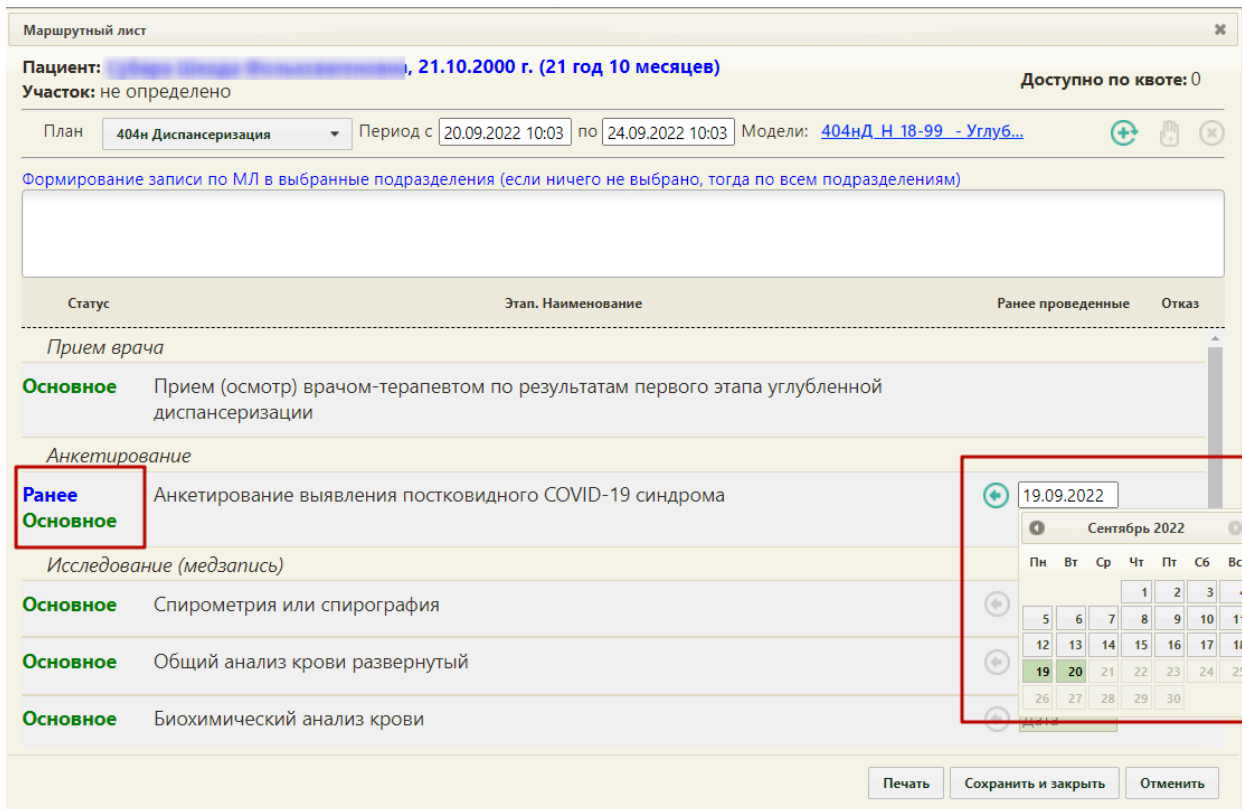 Маршрутный лист
Пациент: , 21.10.2000 г. (21 год 10 месяцев)
Доступно по квоте: 0
Участок: не определено
План 404н Диспансеризация Период с 20.09.2022 10:03 по 24.09.2022 10:03 Модели: 404нД_Н_18-99_ - Углуб...
Формирование записи по МЛ в выбранные подразделения (если ничего не выбрано, тогда по всем подразделениям)
Статус Этап. Наименование Ранее проведенные Отказ
Прием врача
Основное Прием (осмотр) врачом-терапевтом по результатам первого этапа углубленной
диспансеризации
Анкетирование
Ранее Анкетирование выявления постковидного COVID-19 синдрома 19.09.2022
Основное
Сентябрь 2022
Исследование (медзапись)
Пн Вт Ср Чт Пт Сб Вс
1 2 3 4
Основное Спирометрия или спирография
5 6 7 8 9 10 11
12 13 14 15 16 17 18
Основное Общий анализ крови развернутый
19 20 21 22 23 24 25
26 27 28 29 30
Основное Биохимический анализ крови Дата
Печать Сохранить и закрыть Отменить